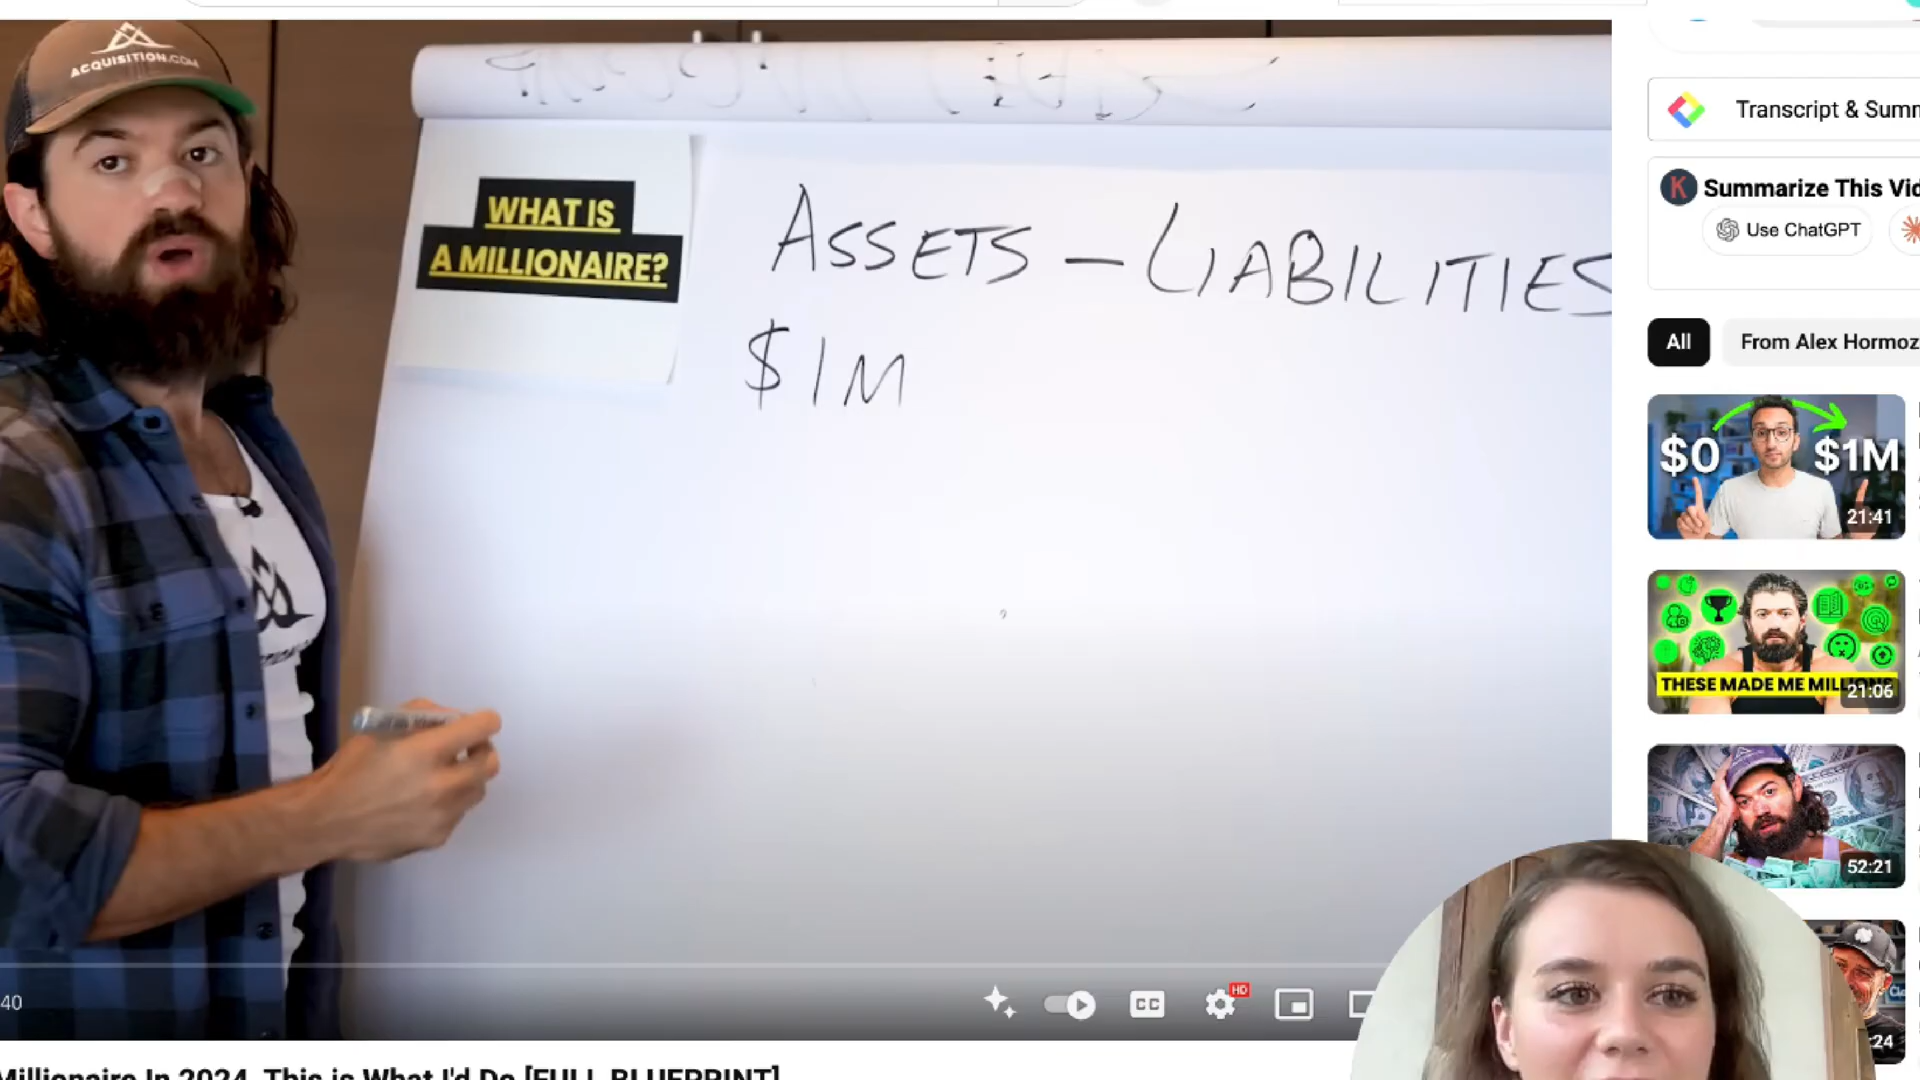 Transcript & Summ
ACQUISITION.COM
WHAT IS
A MILLIONAIRE?
ASSETS – LIABILITIES
$1M
K
Summarize This Vid
Use ChatGPT
All
From Alex Hormoz
$0
$1M
21:41
THESE MADE ME MILLIONS
21:06
52:21
:24
40
CC
HD
Millionaire In 2024, This is What I'd Do [FULL BLUEPRINT]